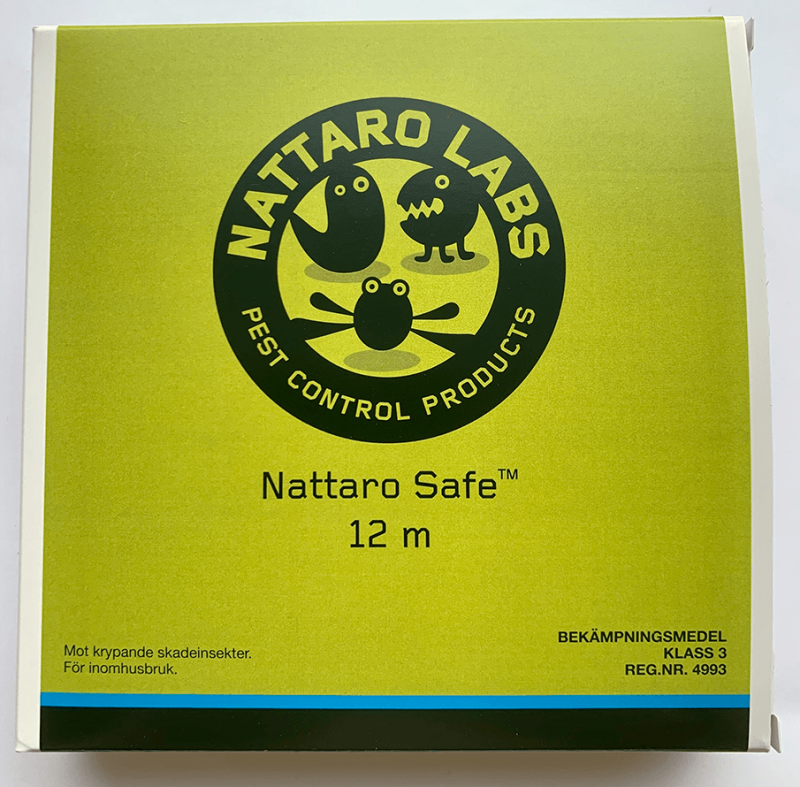 NATTARO LABS
PEST CONTROL PRODUCTS
Nattaro Safe™
12 m
Mot krypande skadeinsekter.
För inomhusbruk.
BEKÄMPNINGSMEDEL
KLASS 3
REG.NR. 4993